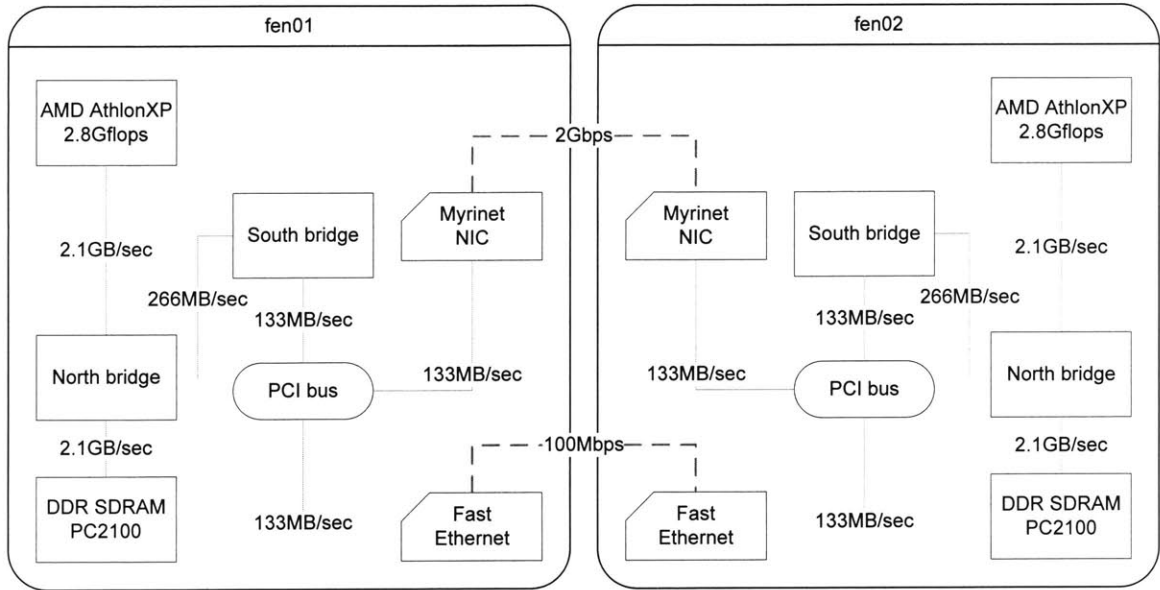 fen01
AMD AthlonXP
2.8Gflops
2.1GB/sec
South bridge
266MB/sec
133MB/sec
Myrinet
NIC
North bridge
PCI bus
133MB/sec
2.1GB/sec
DDR SDRAM
PC2100
133MB/sec
Fast
Ethernet
2Gbps
100Mbps
fen02
AMD AthlonXP
2.8Gflops
Myrinet
NIC
South bridge
2.1GB/sec
266MB/sec
133MB/sec
133MB/sec
PCI bus
North bridge
2.1GB/sec
Fast
Ethernet
133MB/sec
DDR SDRAM
PC2100